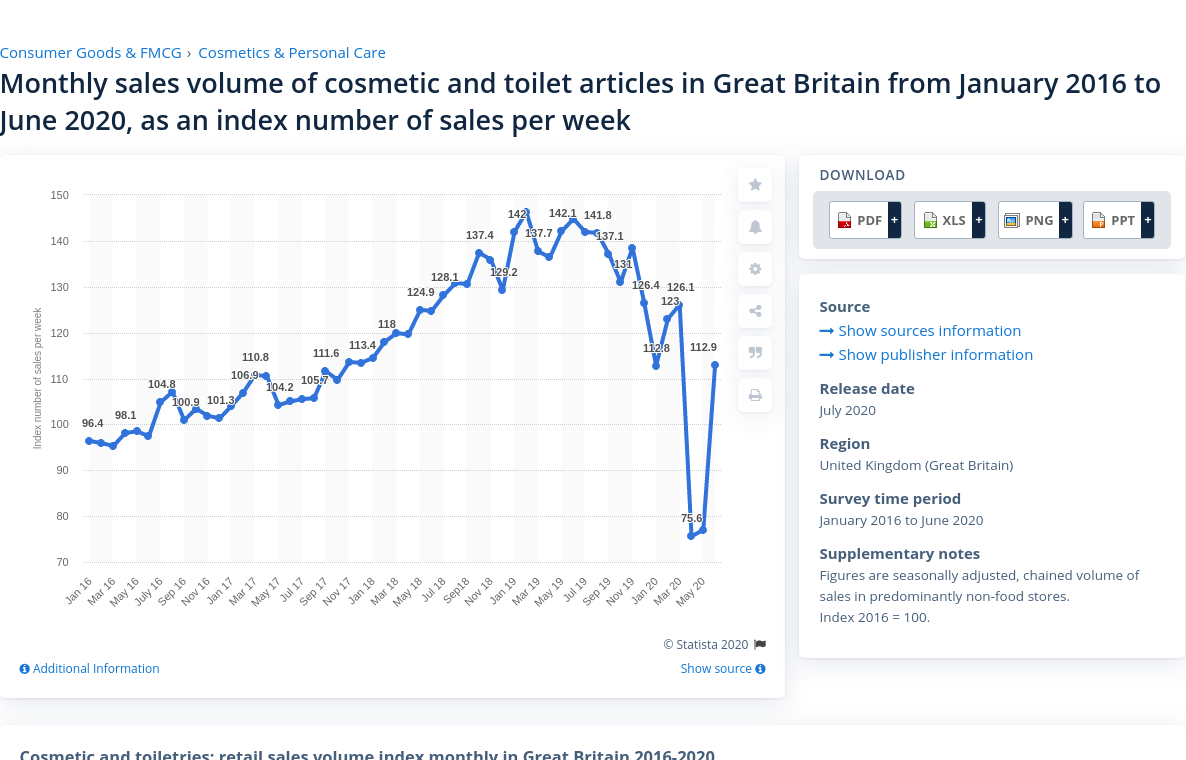 Consumer Goods & FMCG › Cosmetics & Personal Care
Monthly sales volume of cosmetic and toilet articles in Great Britain from January 2016 to
June 2020, as an index number of sales per week
150
140
130
120
110
100
90
80
70
Index number of sales per week
96.4
98.1
104.8
100.9
101.3
106.9
110.8
104.2
105.7
111.6
113.4
118
124.9
128.1
137.4
129.2
142
137.7
142.1
141.8
137.1
131
126.4
112.8
123
126.1
75.6
112.9
Jan 16
Mar 16
May 16
July 16
Sep 16
Nov 16
Jan 17
Mar 17
May 17
Jul 17
Sep 17
Nov 17
Jan 18
Mar 18
May 18
Jul 18
Sep18
Nov 18
Jan 19
Mar 19
May 19
Jul 19
Sep 19
Nov 19
Jan 20
Mar 20
May 20
© Statista 2020
Additional Information
Show source
DOWNLOAD
PDF + XLS + PNG + PPT +
Source
Show sources information
Show publisher information
Release date
July 2020
Region
United Kingdom (Great Britain)
Survey time period
January 2016 to June 2020
Supplementary notes
Figures are seasonally adjusted, chained volume of
sales in predominantly non-food stores.
Index 2016 = 100.
Cosmetic and toiletries: retail sales volume index monthly in Great Britain 2016-2020